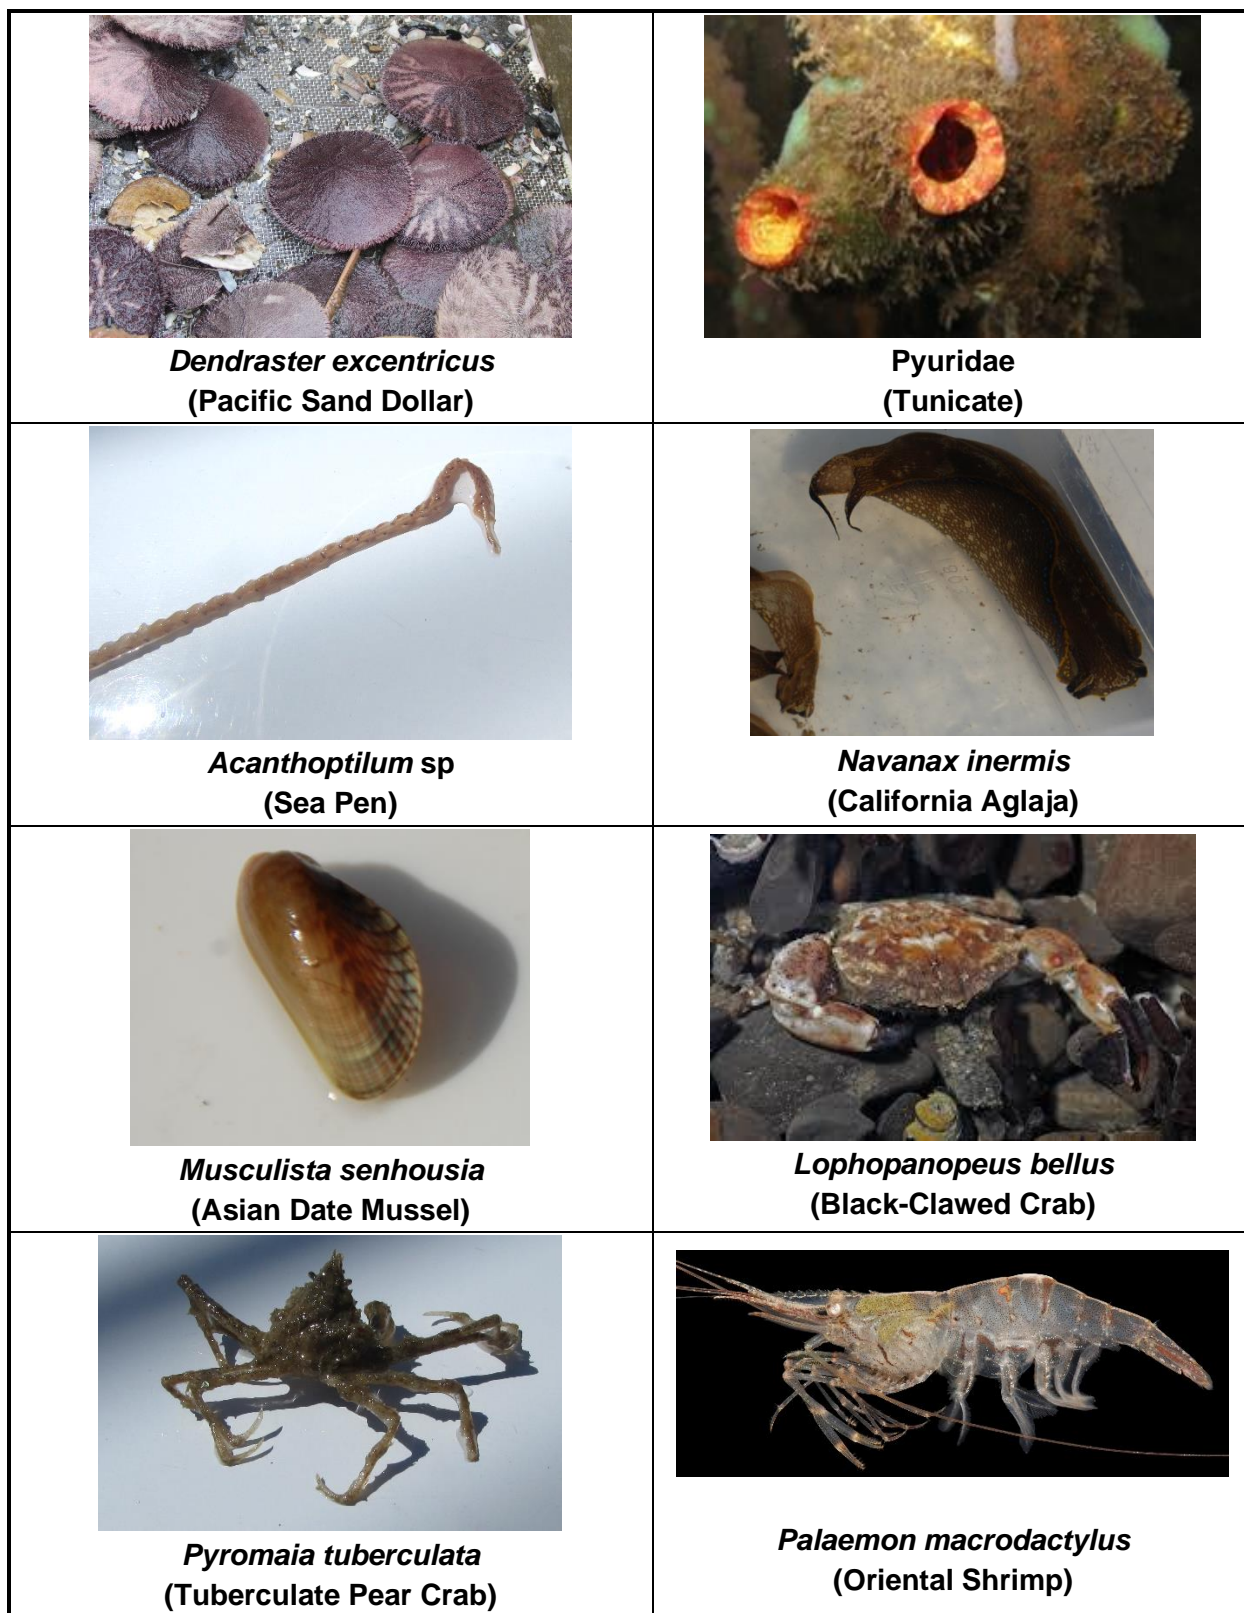 Dendraster excentricus
(Pacific Sand Dollar)
Pyuridae
(Tunicate)
Acanthoptilum sp
(Sea Pen)
Navanax inermis
(California Aglaja)
Musculista senhousia
(Asian Date Mussel)
Lophopanopeus bellus
(Black-Clawed Crab)
Pyromaia tuberculata
(Tuberculate Pear Crab)
Palaemon macrodactylus
(Oriental Shrimp)